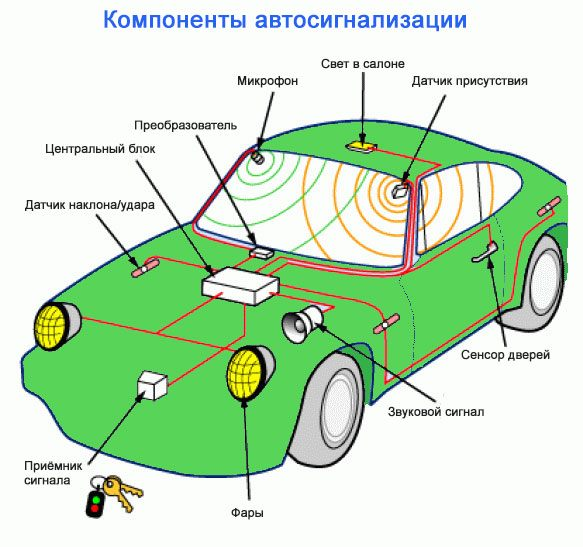 Компоненты автосигнализации
Свет в салоне
Микрофон
Датчик присутствия
Преобразователь
Центральный блок
Датчик наклона/удара
Сенсор дверей
Звуковой сигнал
Приёмник
сигнала
Фары